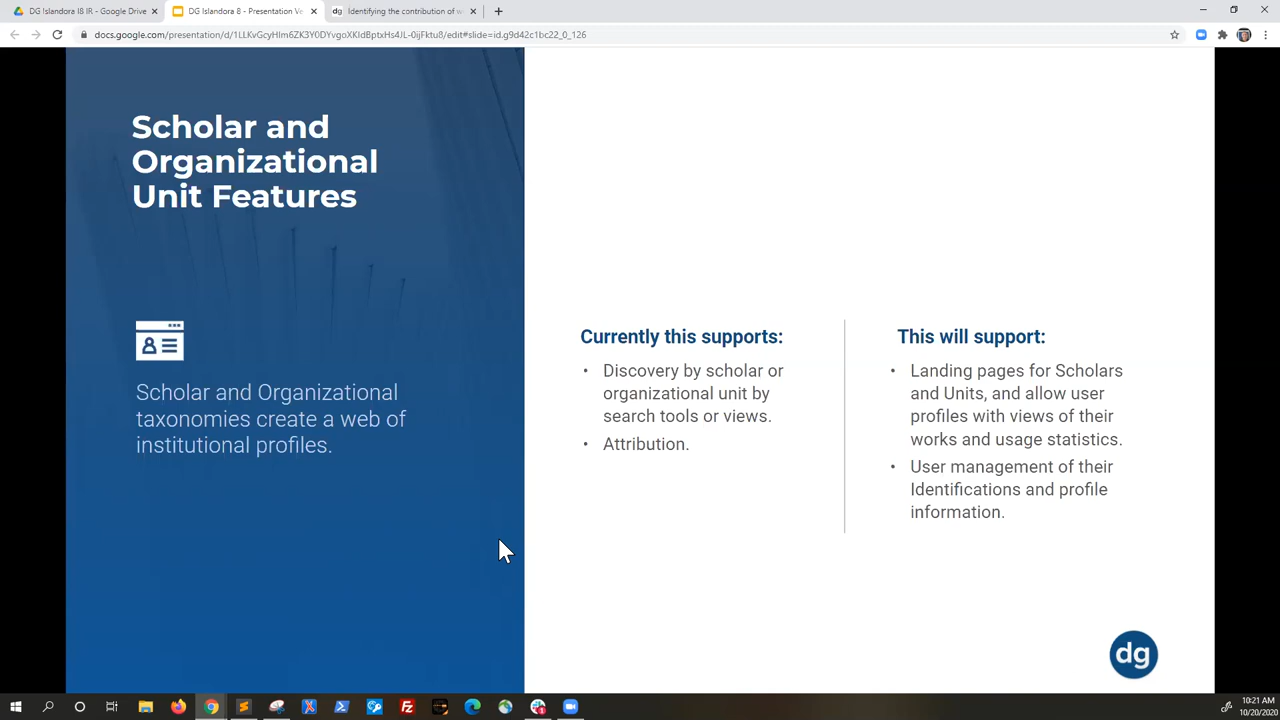 DG Islandora I8 IR - Google Drive
DG Islandora 8 - Presentation Ve
Identifying the contribution of w
docs.google.com/presentation/d/1LLKvGcyHIm6ZK3Y0DYvgoXKIdBptxHs4JL-0ijFktu8/edit#slide=id.g9d42c1bc22_0_126
Scholar and
Organizational
Unit Features
Scholar and Organizational
taxonomies create a web of
institutional profiles.
Currently this supports:
• Discovery by scholar or
organizational unit by
search tools or views.
• Attribution.
This will support:
• Landing pages for Scholars
and Units, and allow user
profiles with views of their
works and usage statistics.
• User management of their
Identifications and profile
information.
dg
10:21 AM
10/20/2020